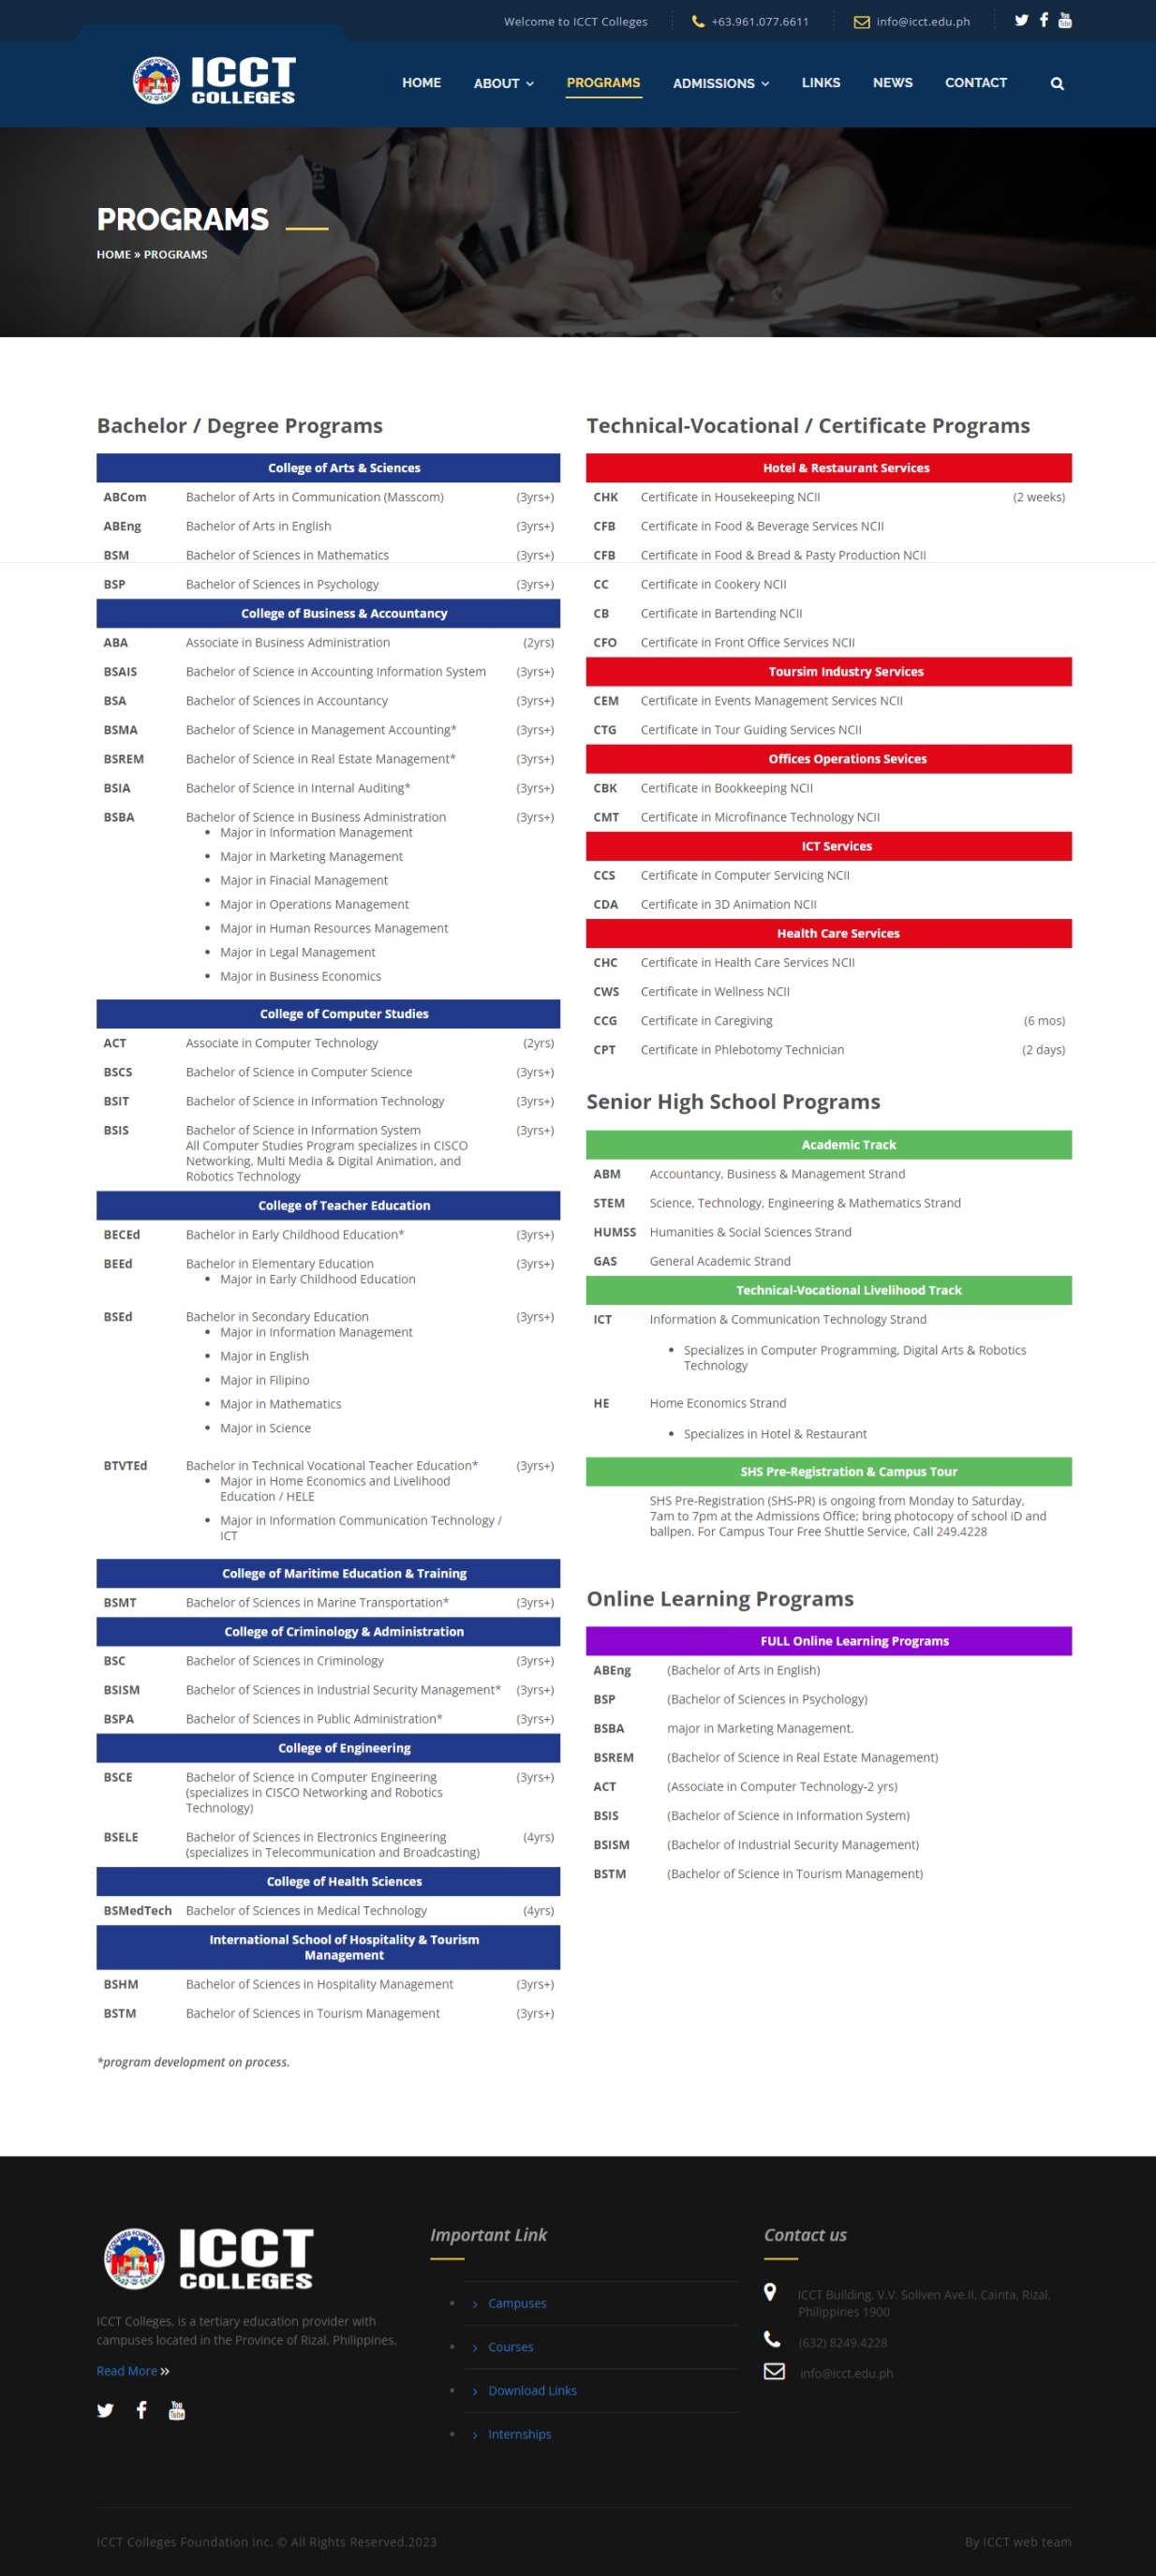 Welcome to ICCT Colleges
+63.961.077.6611
info@icct.edu.ph
ICCT
COLLEGES
HOME
ABOUT
PROGRAMS
ADMISSIONS
LINKS
NEWS
CONTACT
PROGRAMS
HOME » PROGRAMS
Bachelor / Degree Programs
College of Arts & Sciences
ABCom Bachelor of Arts in Communication (Masscom) (3yrs+)
ABEng Bachelor of Arts in English (3yrs+)
BSM Bachelor of Sciences in Mathematics (3yrs+)
BSP Bachelor of Sciences in Psychology (3yrs+)
College of Business & Accountancy
ABA Associate in Business Administration (2yrs)
BSAIS Bachelor of Science in Accounting Information System (3yrs+)
BSA Bachelor of Sciences in Accountancy (3yrs+)
BSMA Bachelor of Science in Management Accounting* (3yrs+)
BSREM Bachelor of Science in Real Estate Management* (3yrs+)
BSIA Bachelor of Science in Internal Auditing* (3yrs+)
BSBA Bachelor of Science in Business Administration (3yrs+)
• Major in Information Management
• Major in Marketing Management
• Major in Finacial Management
• Major in Operations Management
• Major in Human Resources Management
• Major in Legal Management
• Major in Business Economics
College of Computer Studies
ACT Associate in Computer Technology (2yrs)
BSCS Bachelor of Science in Computer Science (3yrs+)
BSIT Bachelor of Science in Information Technology (3yrs+)
BSIS Bachelor of Science in Information System (3yrs+)
All Computer Studies Program specializes in CISCO
Networking, Multi Media & Digital Animation, and
Robotics Technology
College of Teacher Education
BECEd Bachelor in Early Childhood Education* (3yrs+)
BEEd Bachelor in Elementary Education (3yrs+)
• Major in Early Childhood Education
BSEd Bachelor in Secondary Education (3yrs+)
• Major in Information Management
• Major in English
• Major in Filipino
• Major in Mathematics
• Major in Science
BTVTEd Bachelor in Technical Vocational Teacher Education* (3yrs+)
• Major in Home Economics and Livelihood
Education / HELE
• Major in Information Communication Technology /
ICT
College of Maritime Education & Training
BSMT Bachelor of Sciences in Marine Transportation* (3yrs+)
College of Criminology & Administration
BSC Bachelor of Sciences in Criminology (3yrs+)
BSISM Bachelor of Sciences in Industrial Security Management* (3yrs+)
BSPA Bachelor of Sciences in Public Administration* (3yrs+)
College of Engineering
BSCE Bachelor of Science in Computer Engineering (3yrs+)
(specializes in CISCO Networking and Robotics
Technology)
BSELE Bachelor of Sciences in Electronics Engineering (4yrs)
(specializes in Telecommunication and Broadcasting)
College of Health Sciences
BSMedTech Bachelor of Sciences in Medical Technology (4yrs)
International School of Hospitality & Tourism
Management
BSHM Bachelor of Sciences in Hospitality Management (3yrs+)
BSTM Bachelor of Sciences in Tourism Management (3yrs+)
*program development on process.
Technical-Vocational / Certificate Programs
Hotel & Restaurant Services
CHK Certificate in Housekeeping NCII (2 weeks)
CFB Certificate in Food & Beverage Services NCII
CFB Certificate in Food & Bread & Pasty Production NCII
CC Certificate in Cookery NCII
CB Certificate in Bartending NCII
CFO Certificate in Front Office Services NCII
Toursim Industry Services
CEM Certificate in Events Management Services NCII
CTG Certificate in Tour Guiding Services NCII
Offices Operations Sevices
CBK Certificate in Bookkeeping NCII
CMT Certificate in Microfinance Technology NCII
ICT Services
CCS Certificate in Computer Servicing NCII
CDA Certificate in 3D Animation NCII
Health Care Services
CHC Certificate in Health Care Services NCII
CWS Certificate in Wellness NCII
CCG Certificate in Caregiving (6 mos)
CPT Certificate in Phlebotomy Technician (2 days)
Senior High School Programs
Academic Track
ABM Accountancy, Business & Management Strand
STEM Science, Technology, Engineering & Mathematics Strand
HUMSS Humanities & Social Sciences Strand
GAS General Academic Strand
Technical-Vocational Livelihood Track
ICT Information & Communication Technology Strand
• Specializes in Computer Programming, Digital Arts & Robotics
Technology
HE Home Economics Strand
• Specializes in Hotel & Restaurant
SHS Pre-Registration & Campus Tour
SHS Pre-Registration (SHS-PR) is ongoing from Monday to Saturday,
7am to 7pm at the Admissions Office; bring photocopy of school iD and
ballpen. For Campus Tour Free Shuttle Service, Call 249.4228
Online Learning Programs
FULL Online Learning Programs
ABEng (Bachelor of Arts in English)
BSP (Bachelor of Sciences in Psychology)
BSBA major in Marketing Management.
BSREM (Bachelor of Science in Real Estate Management)
ACT (Associate in Computer Technology-2 yrs)
BSIS (Bachelor of Science in Information System)
BSISM (Bachelor of Industrial Security Management)
BSTM (Bachelor of Science in Tourism Management)
ICCT
COLLEGES
ICCT Colleges, is a tertiary education provider with
campuses located in the Province of Rizal, Philippines.
Read More »
Important Link
• › Campuses
• › Courses
• › Download Links
• › Internships
Contact us
ICCT Building. V.V. Soliven Ave.II, Cainta, Rizal,
Philippines 1900
(632) 8249.4228
info@icct.edu.ph
ICCT Colleges Foundation Inc. © All Rights Reserved.2023
By ICCT web team